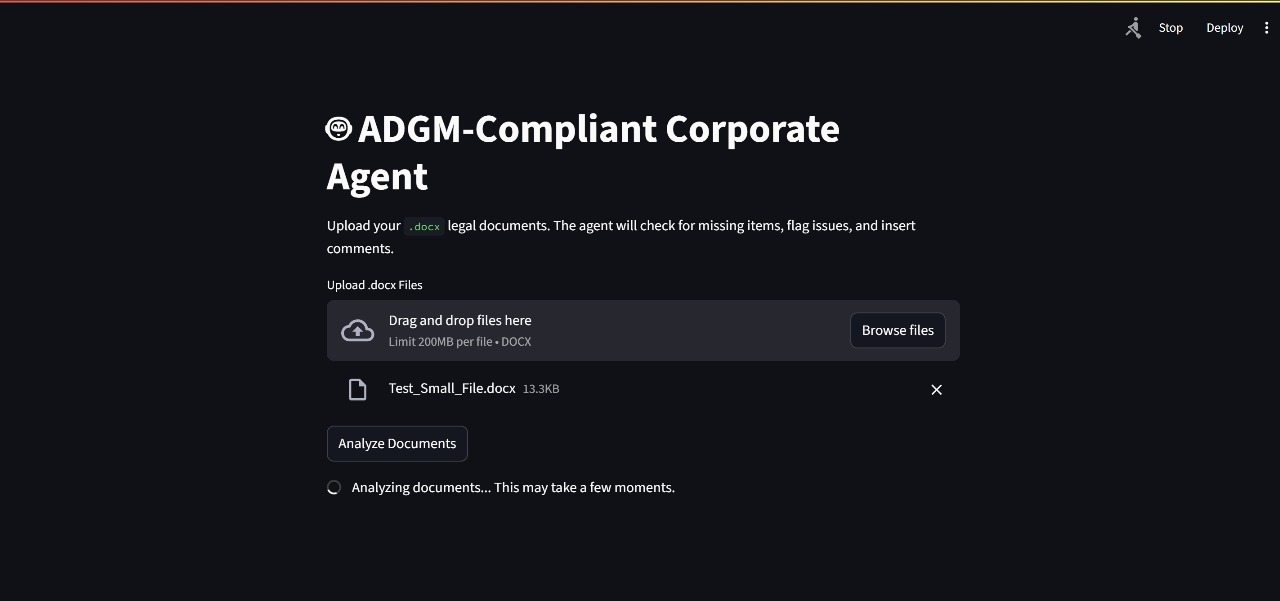 Stop Deploy
ADGM-Compliant Corporate
Agent
Upload your .docx legal documents. The agent will check for missing items, flag issues, and insert
comments.
Upload .docx Files
Drag and drop files here
Limit 200MB per file • DOCX
Browse files
Test_Small_File.docx 13.3KB
Analyze Documents
Analyzing documents... This may take a few moments.